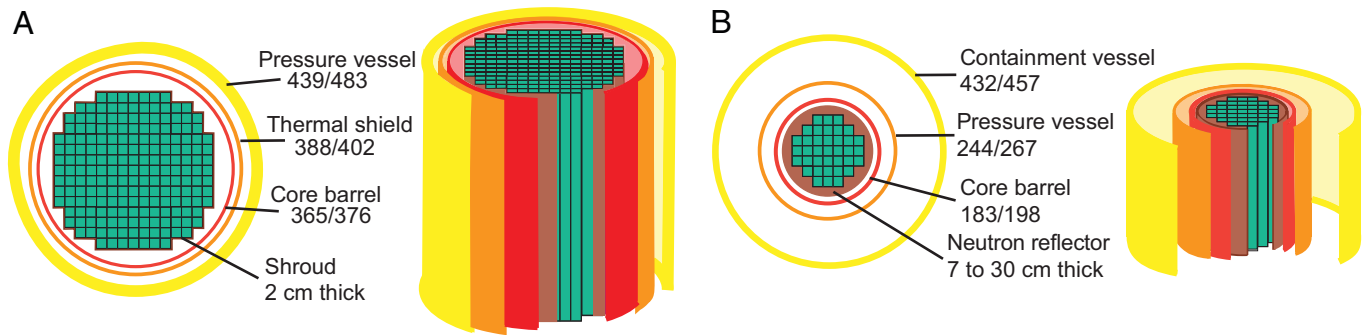 A
Pressure vessel
439/483
Thermal shield
388/402
Core barrel
365/376
Shroud
2 cm thick
B
Containment vessel
432/457
Pressure vessel
244/267
Core barrel
183/198
Neutron reflector
7 to 30 cm thick